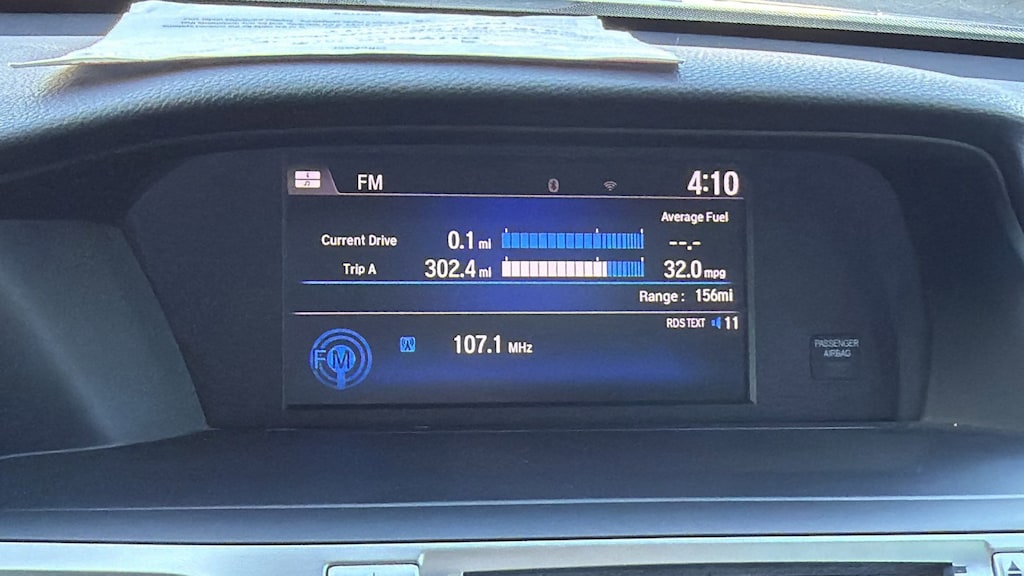 FM 4:10
Average Fuel
Current Drive 0.1 mi --.-
Trip A 302.4 mi 32.0 mpg
Range : 156mi
RDS TEXT 11
FM 107.1 MHz
PASSENGER
AIRBAG